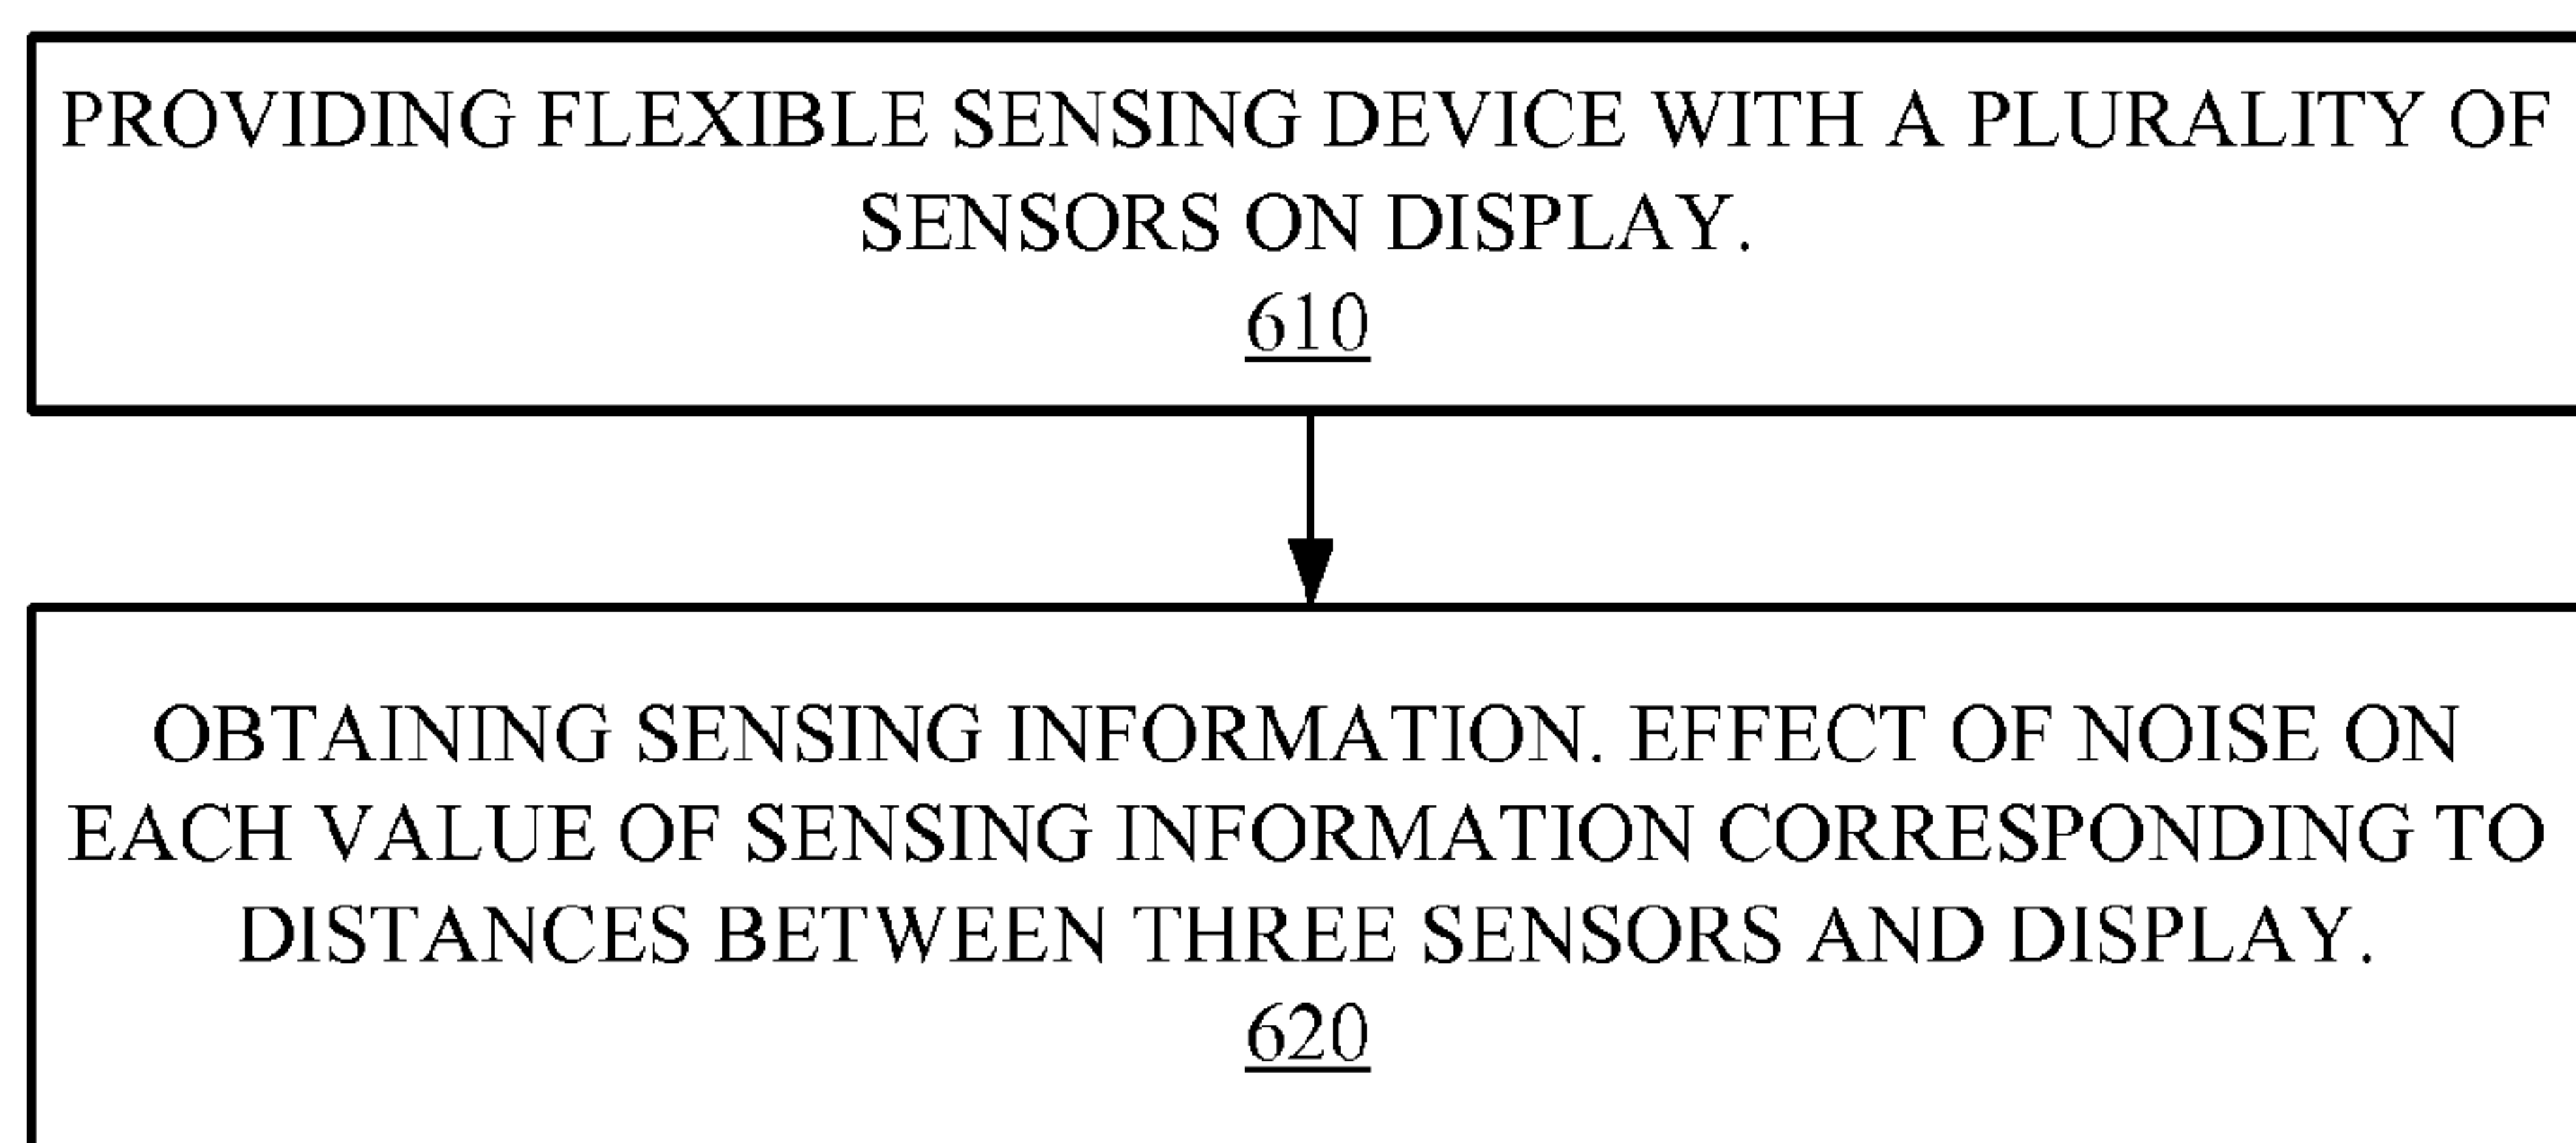 PROVIDING FLEXIBLE SENSING DEVICE WITH A PLURALITY OF
SENSORS ON DISPLAY.
610
OBTAINING SENSING INFORMATION. EFFECT OF NOISE ON
EACH VALUE OF SENSING INFORMATION CORRESPONDING TO
DISTANCES BETWEEN THREE SENSORS AND DISPLAY.
620